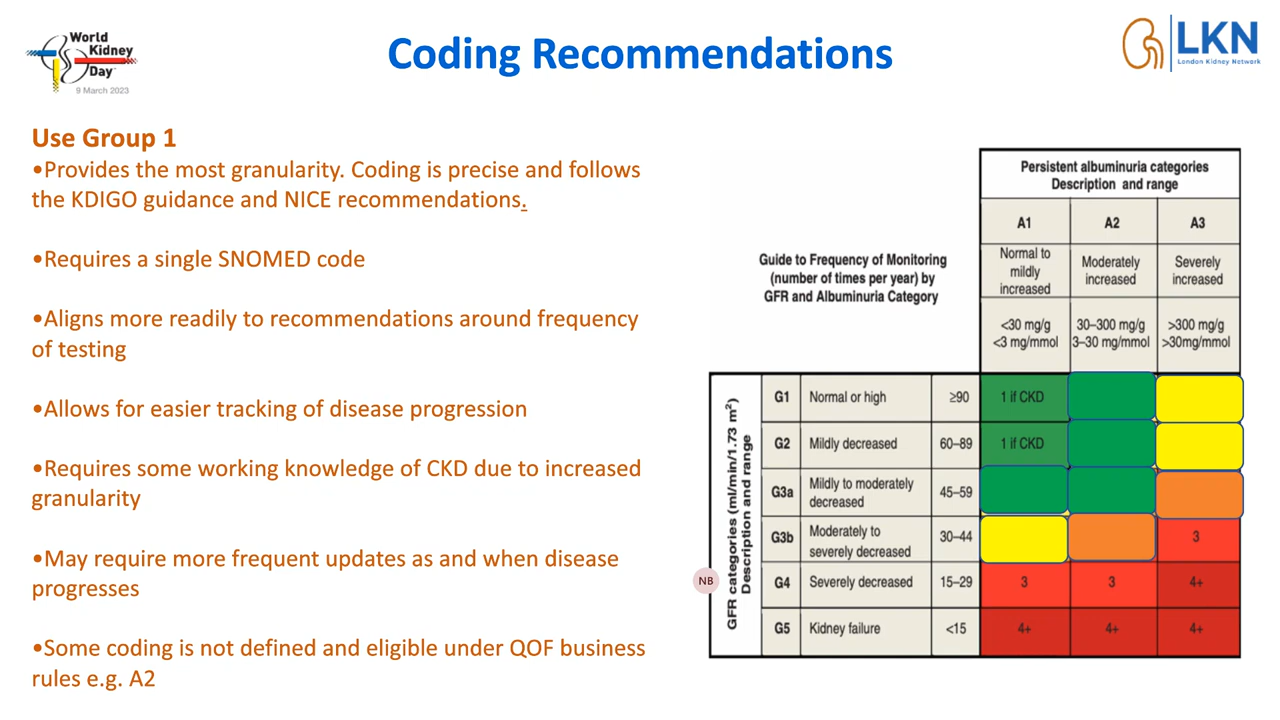 World
Kidney
Day
9 March 2023
Coding Recommendations
LKN
London Kidney Network
Use Group 1
•Provides the most granularity. Coding is precise and follows
the KDIGO guidance and NICE recommendations.
•Requires a single SNOMED code
•Aligns more readily to recommendations around frequency
of testing
•Allows for easier tracking of disease progression
•Requires some working knowledge of CKD due to increased
granularity
•May require more frequent updates as and when disease
progresses
•Some coding is not defined and eligible under QOF business
rules e.g. A2
Persistent albuminuria categories
Description and range
Guide to Frequency of Monitoring
(number of times per year) by
GFR and Albuminuria Category
A1 A2 A3
Normal to
mildly
increased
Moderately
increased
Severely
increased
<30 mg/g
<3 mg/mmol
30–300 mg/g
3–30 mg/mmol
>300 mg/g
>30mg/mmol
GFR categories (ml/min/1.73 m²)
Description and range
G1 Normal or high ≥90 1 if CKD
G2 Mildly decreased 60–89 1 if CKD
G3a Mildly to moderately
decreased 45–59
G3b Moderately to
severely decreased 30–44 3
NB
G4 Severely decreased 15–29 3 3 4+
G5 Kidney failure <15 4+ 4+ 4+